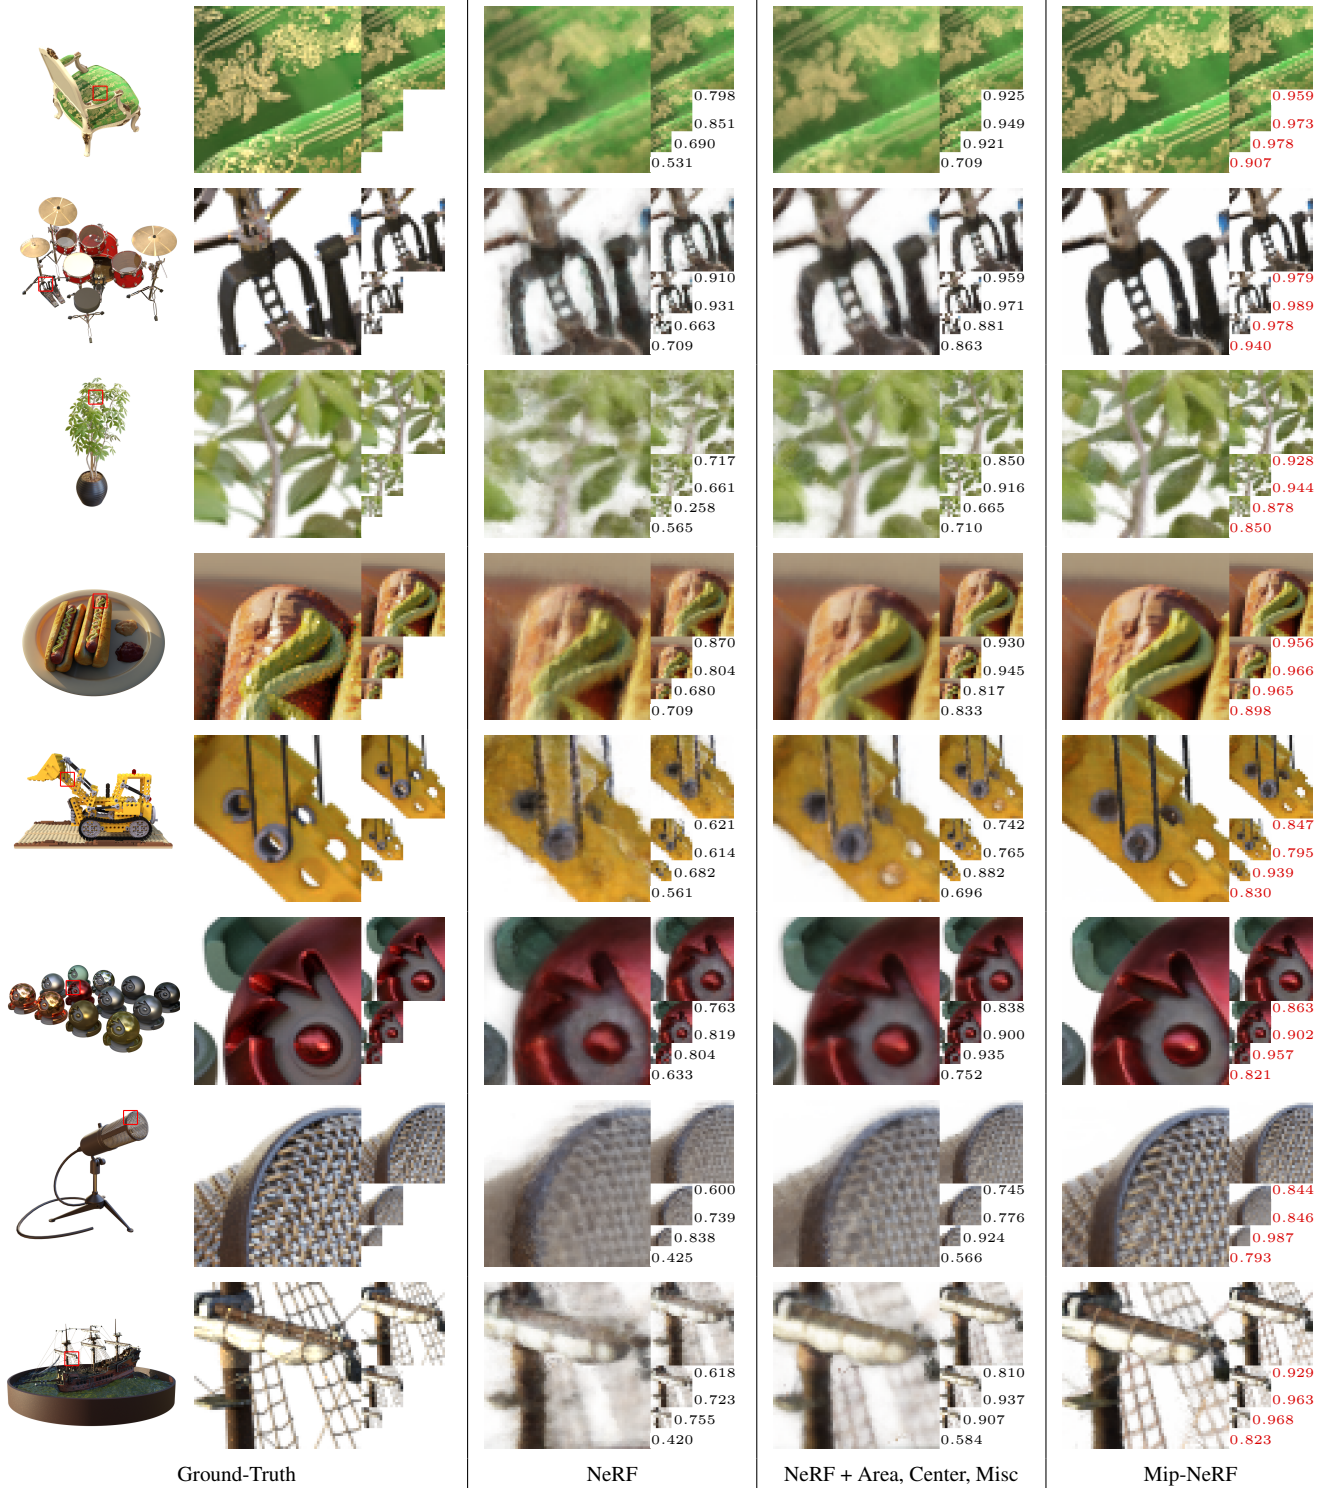 0.798 0.925 0.959
0.851 0.949 0.973
0.690 0.921 0.978
0.531 0.709 0.907
0.910 0.959 0.979
0.931 0.971 0.989
0.663 0.881 0.978
0.709 0.863 0.940
0.717 0.850 0.928
0.661 0.916 0.944
0.258 0.665 0.878
0.565 0.710 0.850
0.870 0.930 0.956
0.804 0.945 0.966
0.680 0.817 0.965
0.709 0.833 0.898
0.621 0.742 0.847
0.614 0.765 0.795
0.682 0.882 0.939
0.561 0.696 0.830
0.763 0.838 0.863
0.819 0.900 0.902
0.804 0.935 0.957
0.633 0.752 0.821
0.600 0.745 0.844
0.739 0.776 0.846
0.838 0.924 0.987
0.425 0.566 0.793
0.618 0.810 0.929
0.723 0.937 0.963
0.755 0.907 0.968
0.420 0.584 0.823
Ground-Truth NeRF NeRF + Area, Center, Misc Mip-NeRF